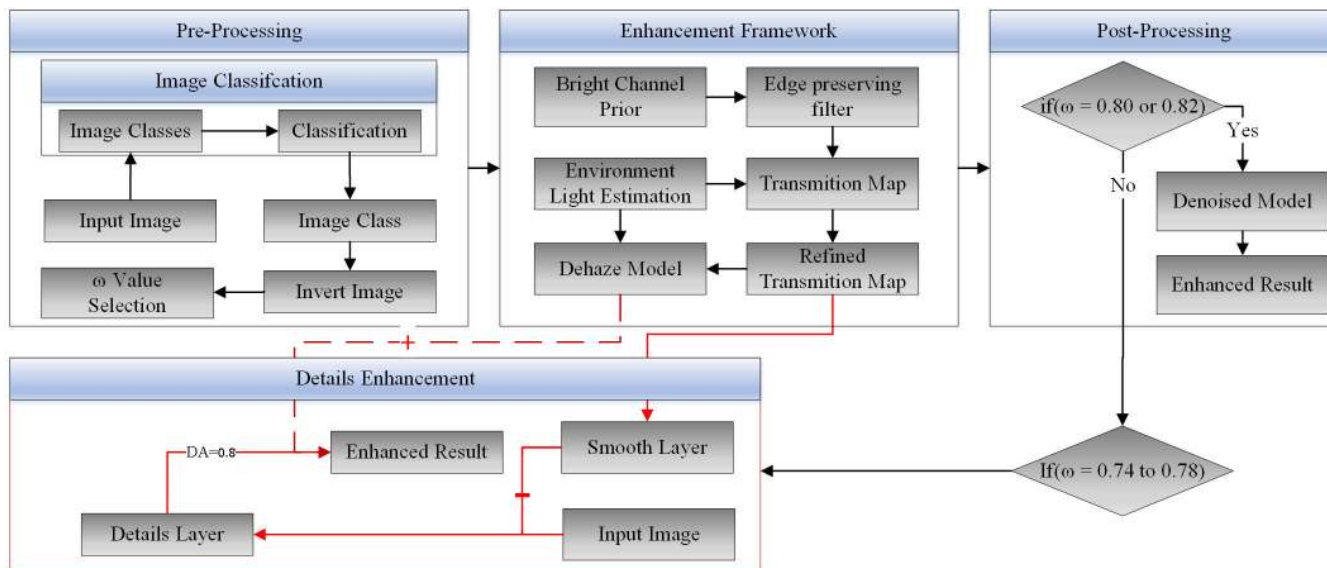 Pre-Processing
Image Classifcation
Image Classes
Classification
Input Image
Image Class
ω Value
Selection
Invert Image
Enhancement Framework
Bright Channel
Prior
Edge preserving
filter
Environment
Light Estimation
Transmition Map
Dehaze Model
Refined
Transmition Map
Post-Processing
if(ω = 0.80 or 0.82)
Yes
No
Denoised Model
Enhanced Result
If(ω = 0.74 to 0.78)
+
Details Enhancement
DA=0.8
Enhanced Result
Smooth Layer
-
Details Layer
Input Image